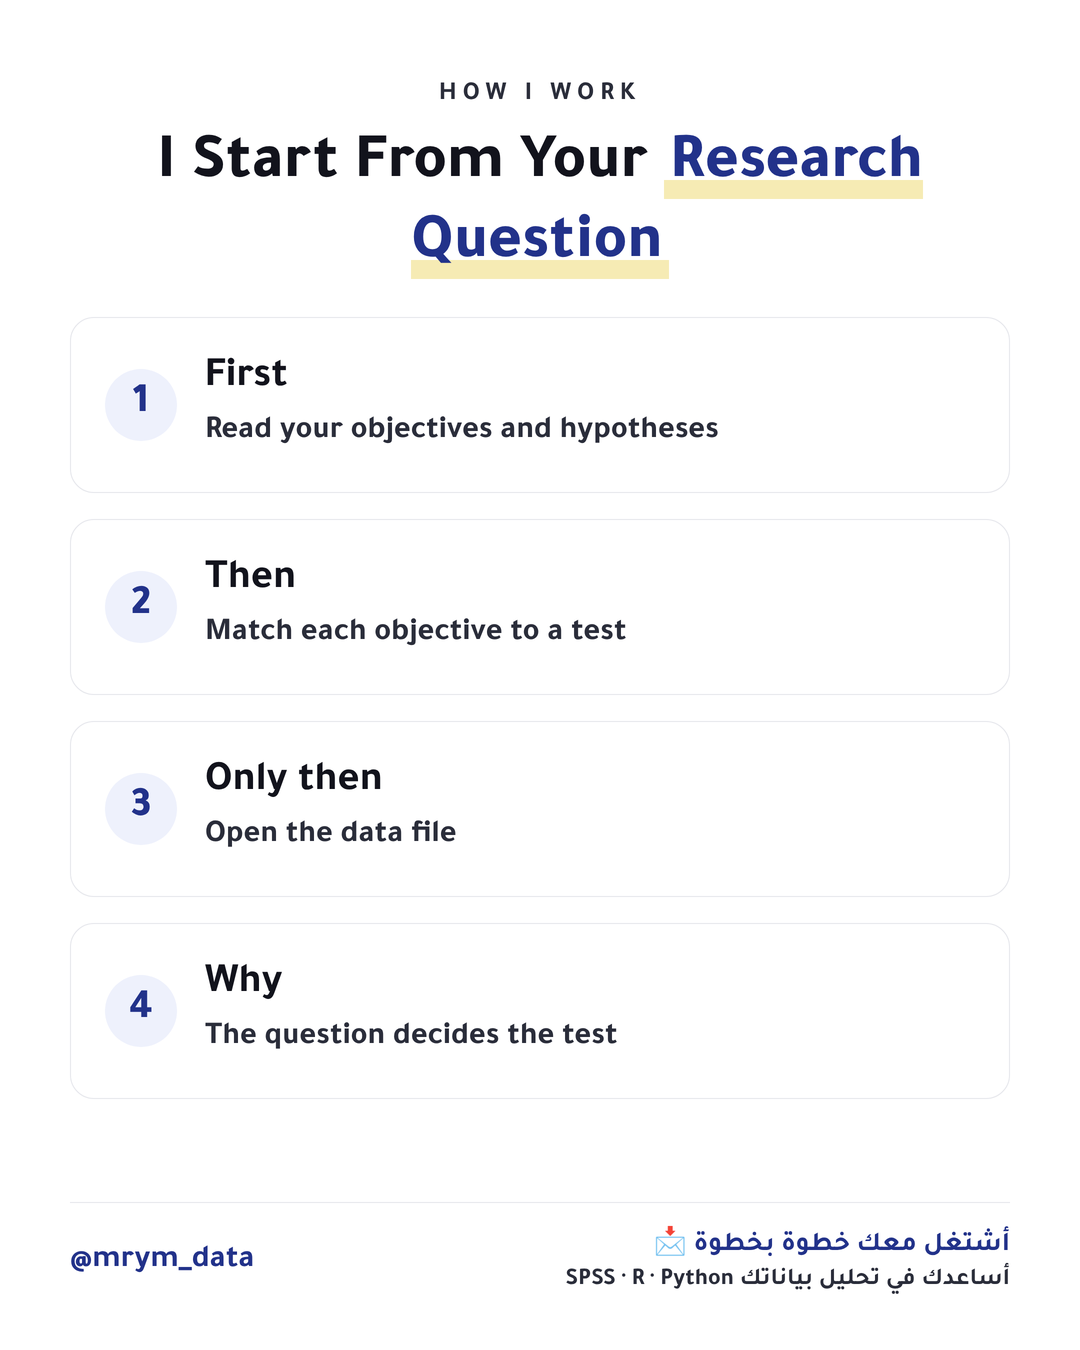 HOW I WORK
I Start From Your Research
Question
1
First
Read your objectives and hypotheses
2
Then
Match each objective to a test
3
Only then
Open the data file
4
Why
The question decides the test
@mrym_data
أشتغل معك خطوة بخطوة 📩
أساعدك في تحليل بياناتك SPSS · R · Python